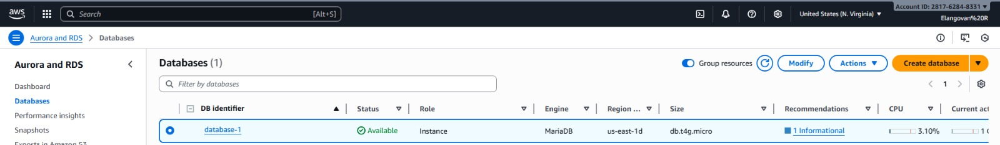 aws Search [Alt+S] United States (N. Virginia) Account ID: 2817-6284-8331
Elangovan%20R
Aurora and RDS Databases
Aurora and RDS
Databases (1) Group resources Modify Actions Create database
Filter by databases 1
Dashboard
Databases
Performance insights
Snapshots
Exports in Amazon S3
DB identifier Status Role Engine Region ... Size Recommendations CPU Current act
database-1 Available Instance MariaDB us-east-1d db.t4g.micro 1 Informational 3.10% 1